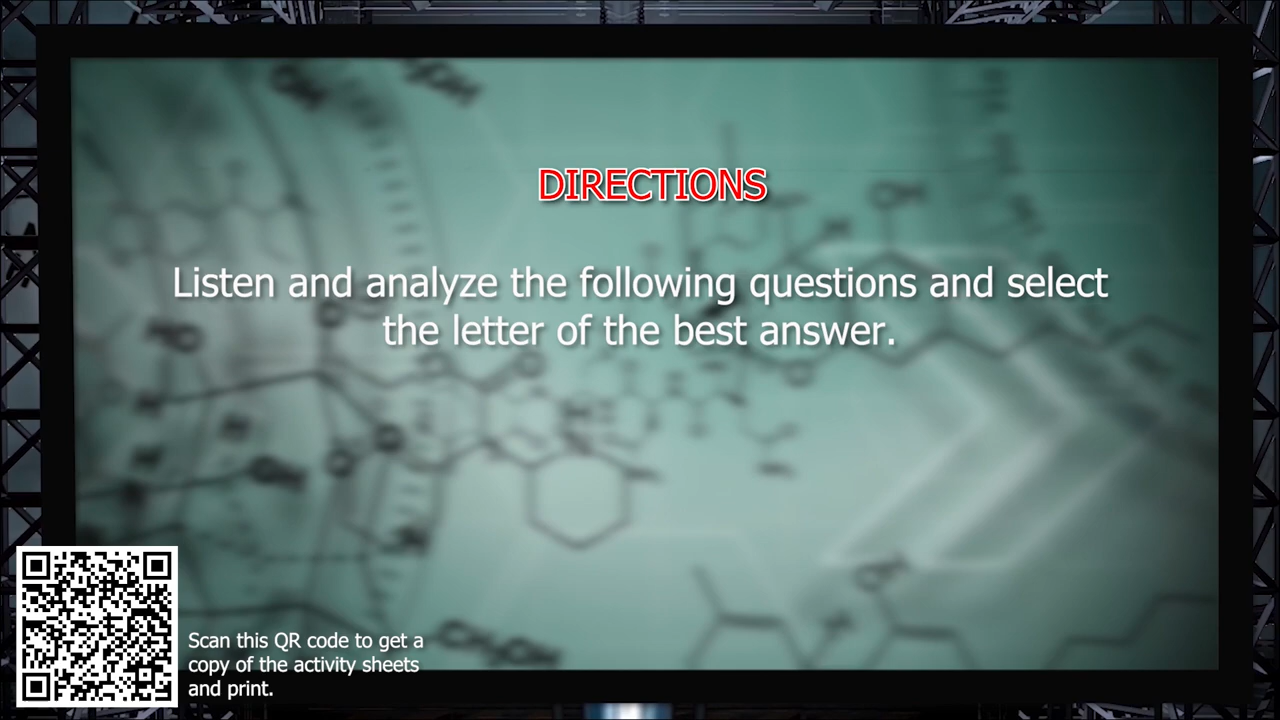 DIRECTIONS
Listen and analyze the following questions and select
the letter of the best answer.
Scan this QR code to get a
copy of the activity sheets
and print.